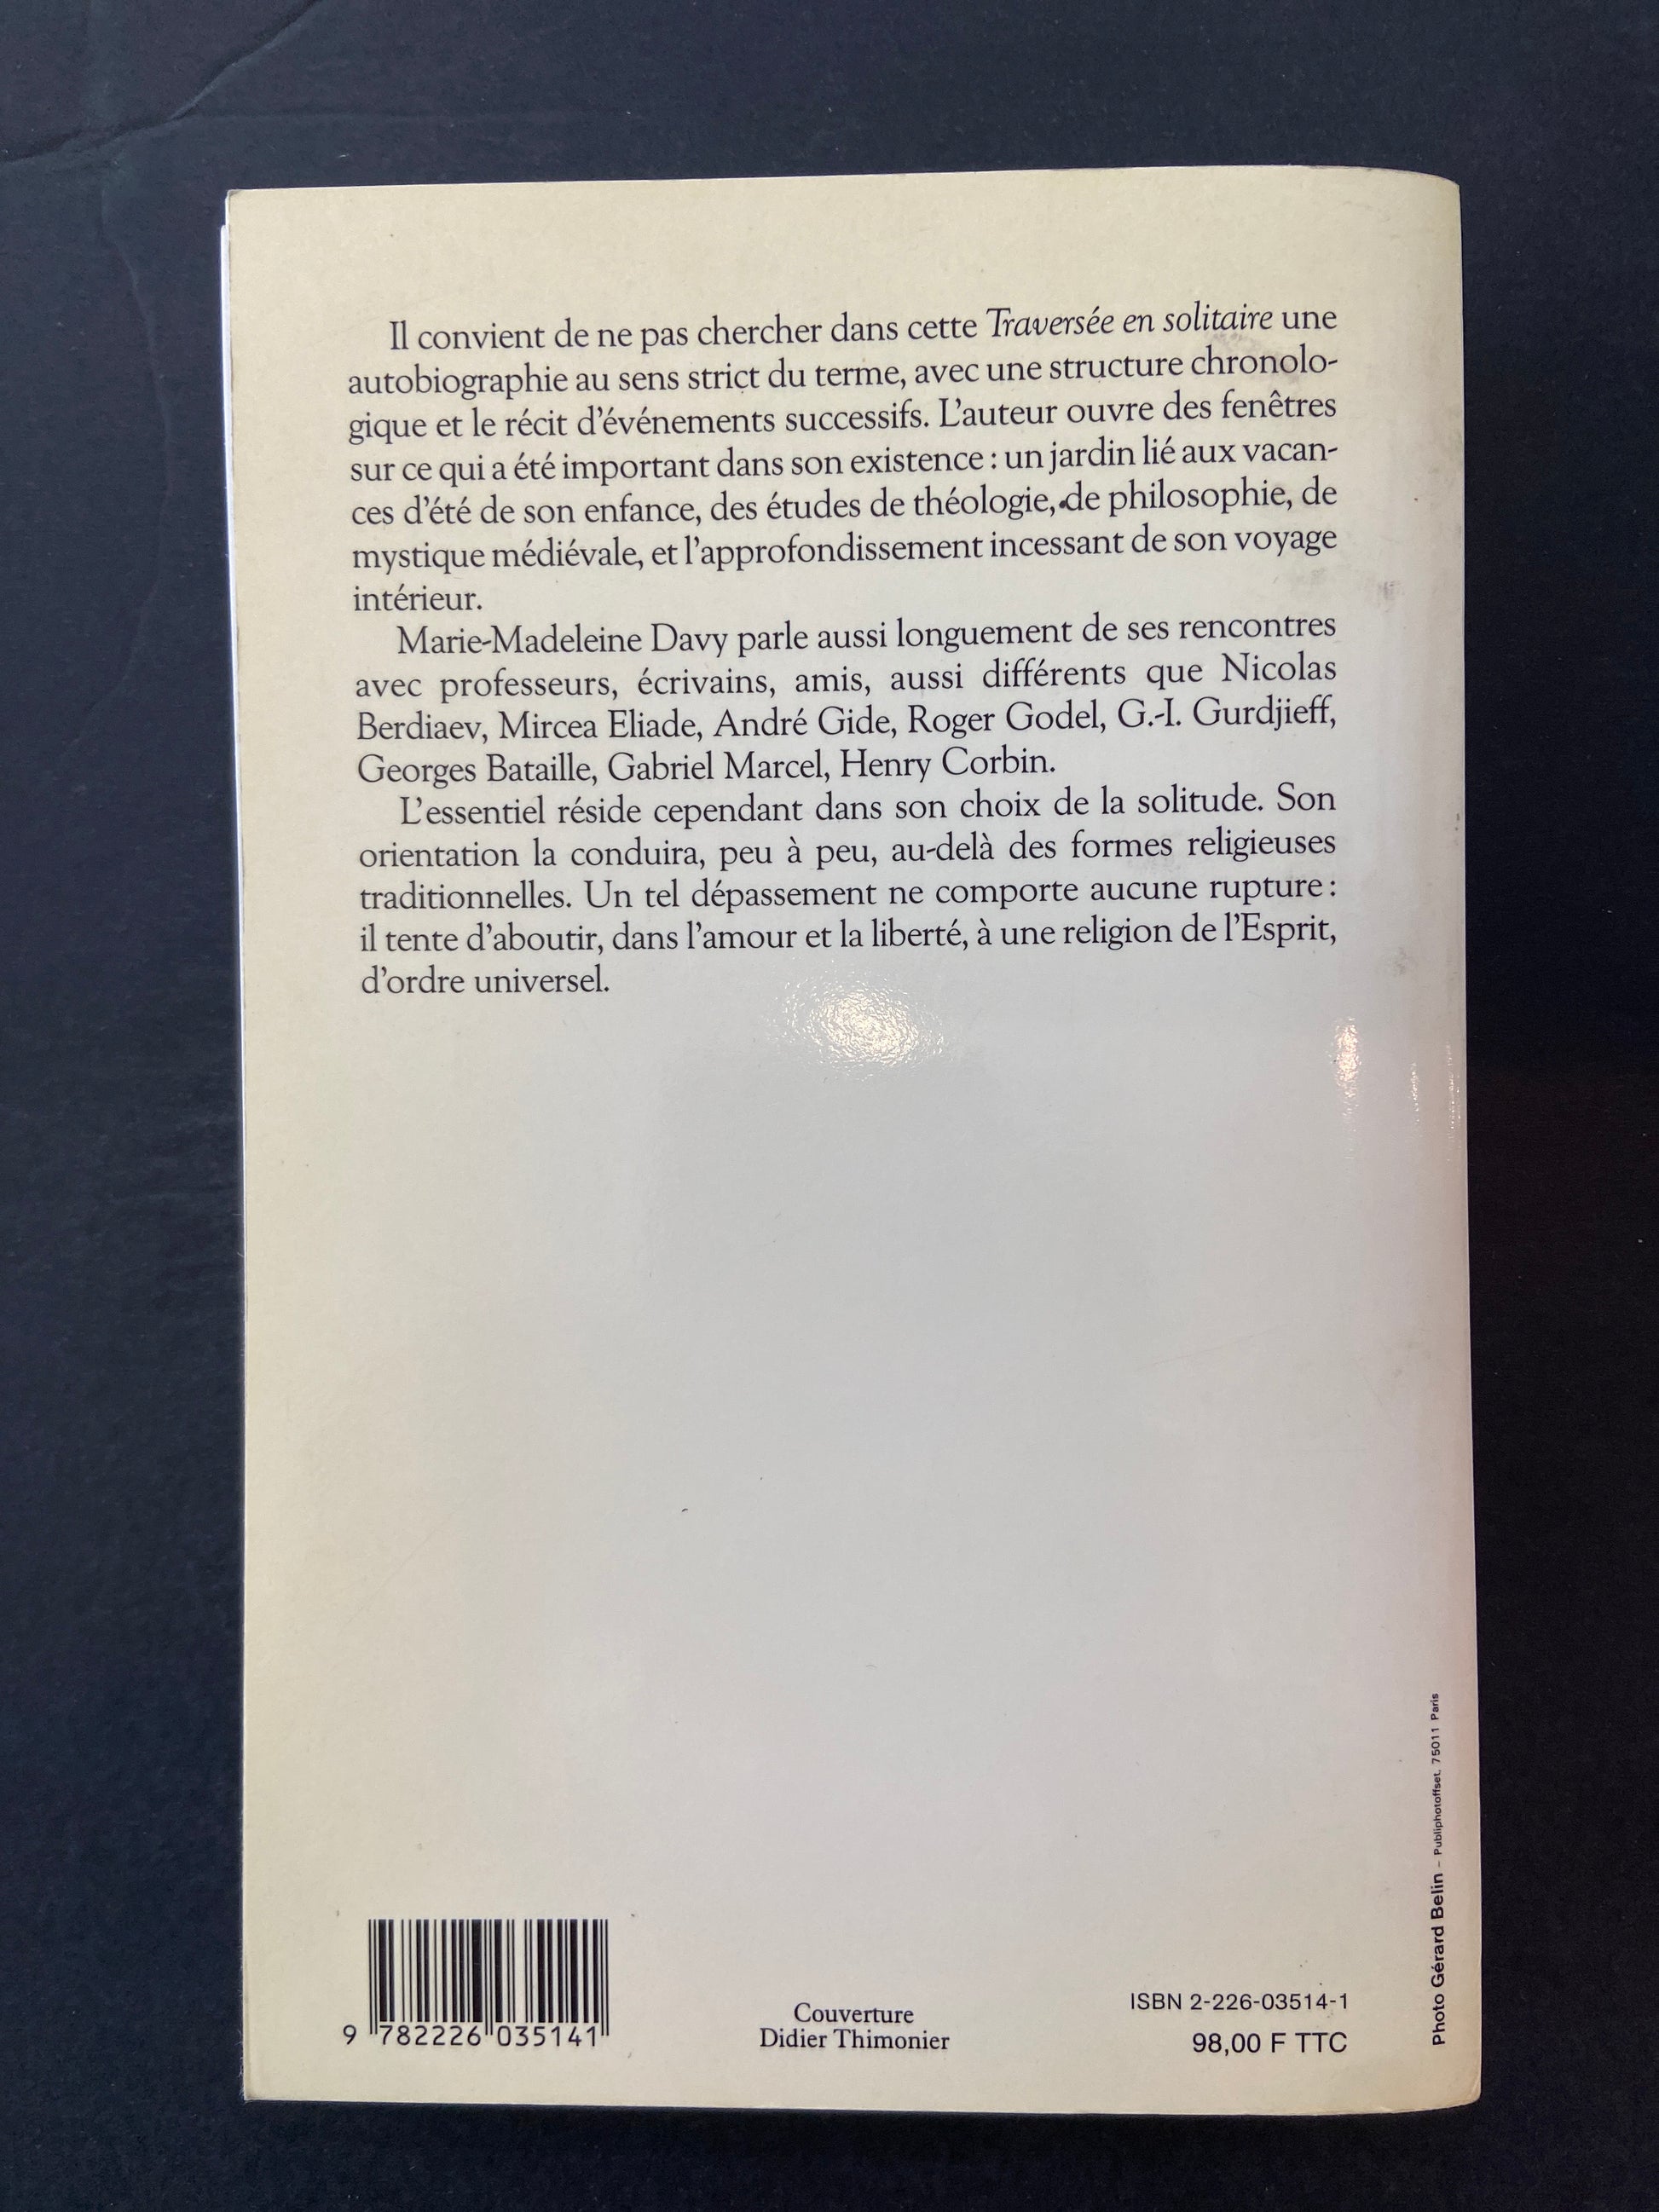 Il convient de ne pas chercher dans cette Traversée en solitaire une
autobiographie au sens strict du terme, avec une structure chronolo-
gique et le récit d'événements successifs. L'auteur ouvre des fenêtres
sur ce qui a été important dans son existence : un jardin lié aux vacan-
ces d'été de son enfance, des études de théologie, de philosophie, de
mystique médiévale, et l'approfondissement incessant de son voyage
intérieur.
Marie-Madeleine Davy parle aussi longuement de ses rencontres
avec professeurs, écrivains, amis, aussi différents que Nicolas
Berdiaev, Mircea Eliade, André Gide, Roger Godel, G.-I. Gurdjieff,
Georges Bataille, Gabriel Marcel, Henry Corbin.
L'essentiel réside cependant dans son choix de la solitude. Son
orientation la conduira, peu à peu, au-delà des formes religieuses
traditionnelles. Un tel dépassement ne comporte aucune rupture :
il tente d'aboutir, dans l'amour et la liberté, à une religion de l'Esprit,
d'ordre universel.
9 782226 035141
Couverture
Didier Thimonier
ISBN 2-226-03514-1
98,00 F TTC
Photo Gérard Belin – Publiphotoffset. 75011 Paris